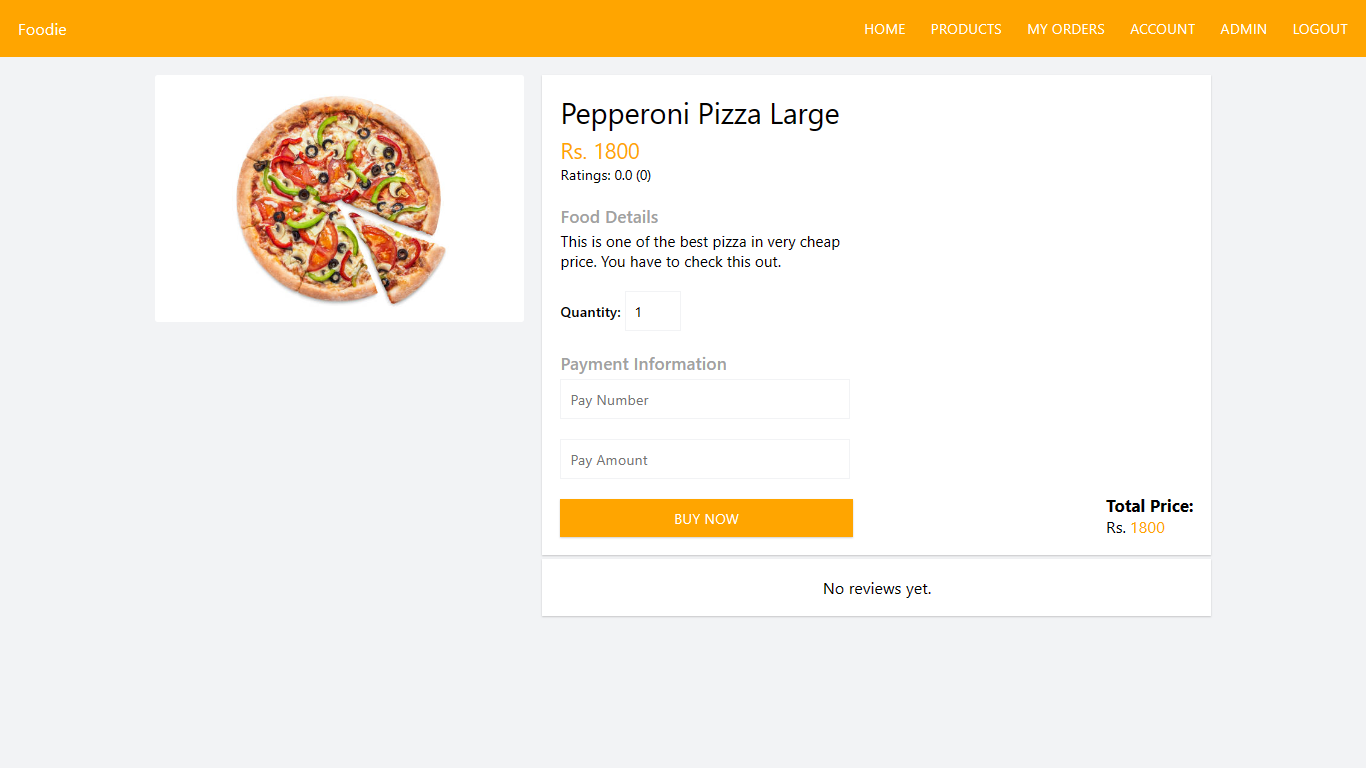 Foodie
HOME PRODUCTS MY ORDERS ACCOUNT ADMIN LOGOUT
Pepperoni Pizza Large
Rs. 1800
Ratings: 0.0 (0)
Food Details
This is one of the best pizza in very cheap
price. You have to check this out.
Quantity: 1
Payment Information
Pay Number
Pay Amount
BUY NOW
Total Price:
Rs. 1800
No reviews yet.